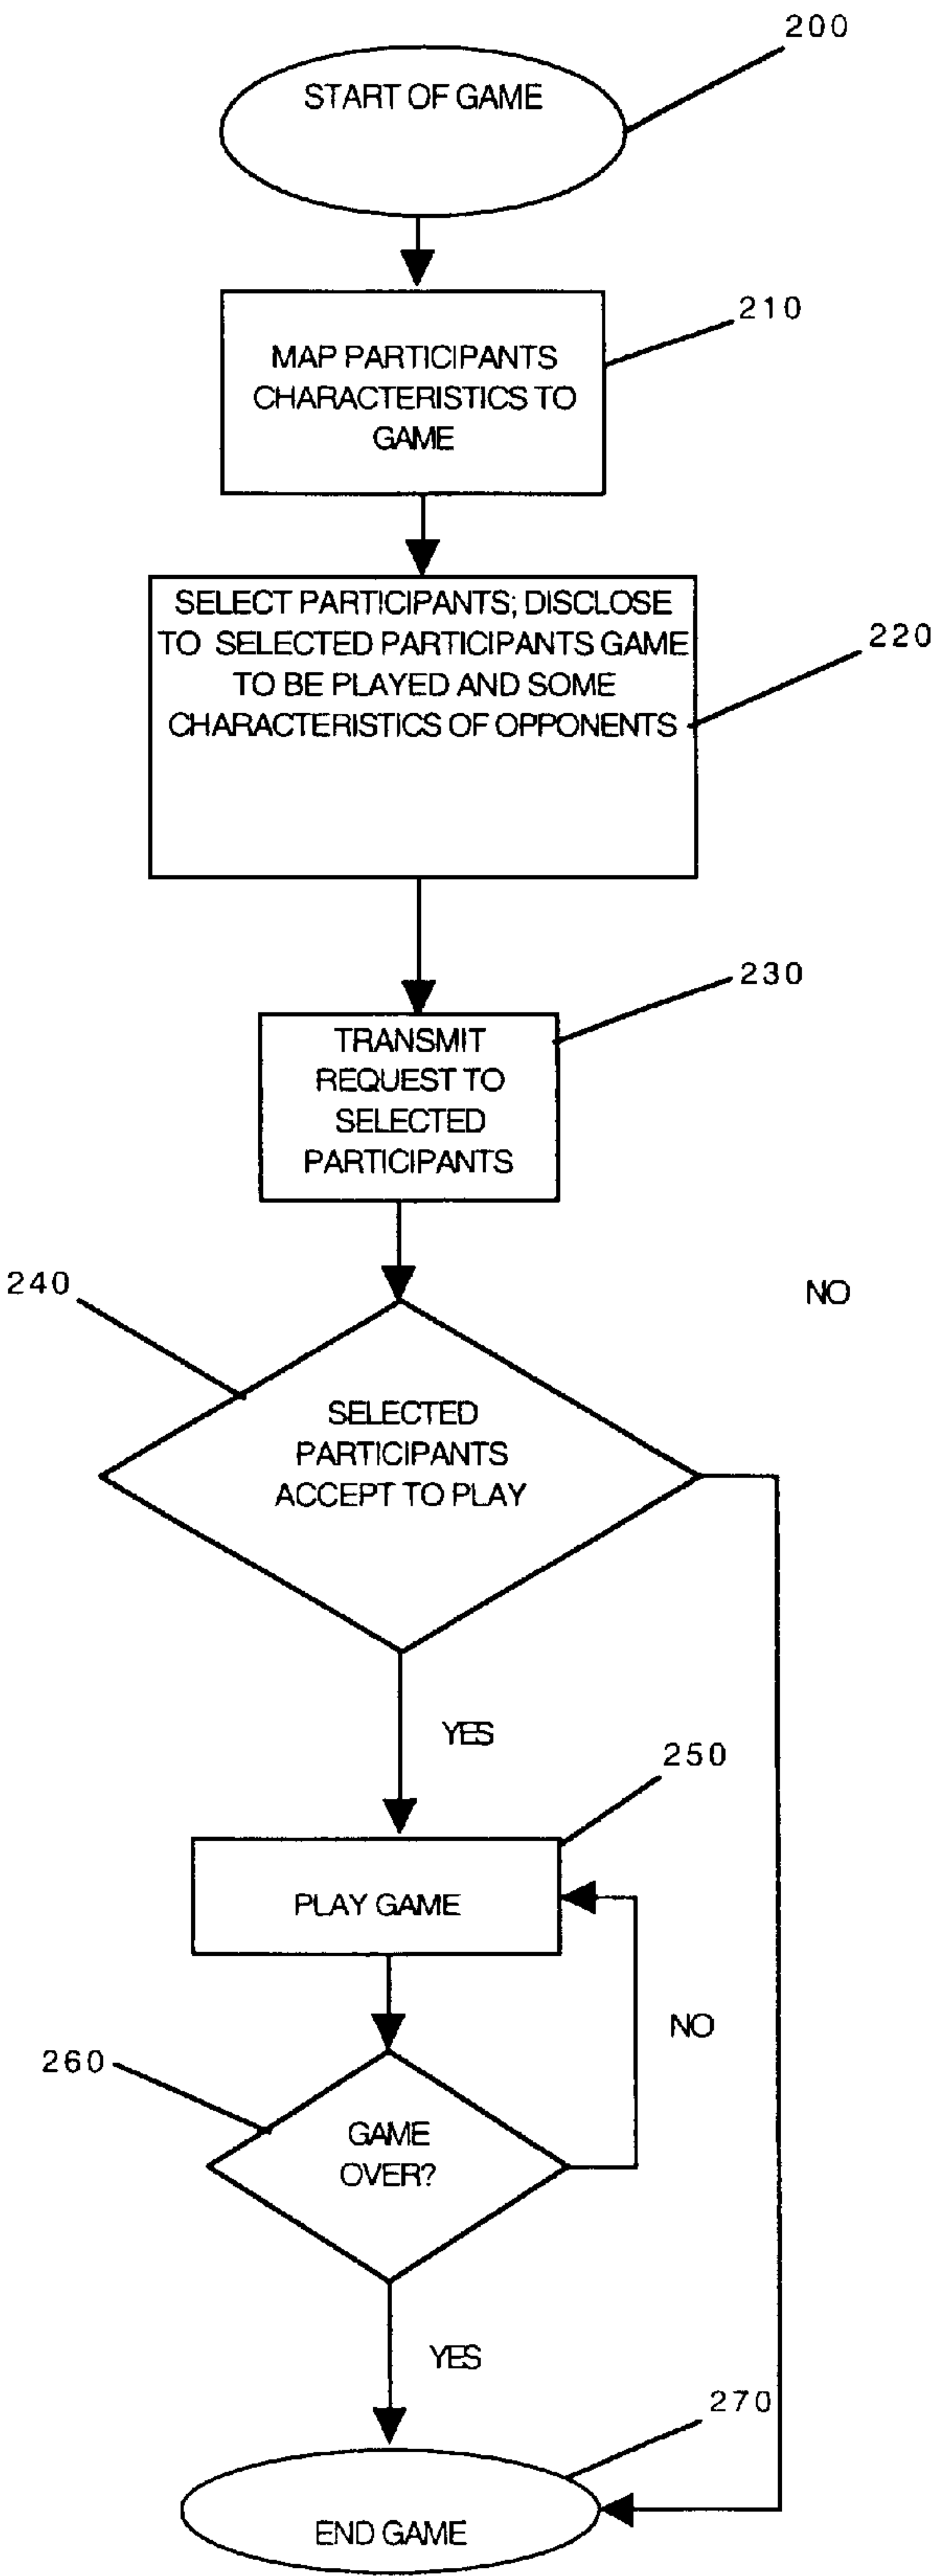 200
START OF GAME
210
MAP PARTICIPANTS
CHARACTERISTICS TO
GAME
SELECT PARTICIPANTS; DISCLOSE
TO SELECTED PARTICIPANTS GAME
220
TO BE PLAYED AND SOME
CHARACTERISTICS OF OPPONENTS
230
TRANSMIT
REQUEST TO
SELECTED
PARTICIPANTS
240
NO
SELECTED
PARTICIPANTS
ACCEPT TO PLAY
YES
250
PLAY GAME
NO
260
GAME
OVER?
YES
270
END GAME